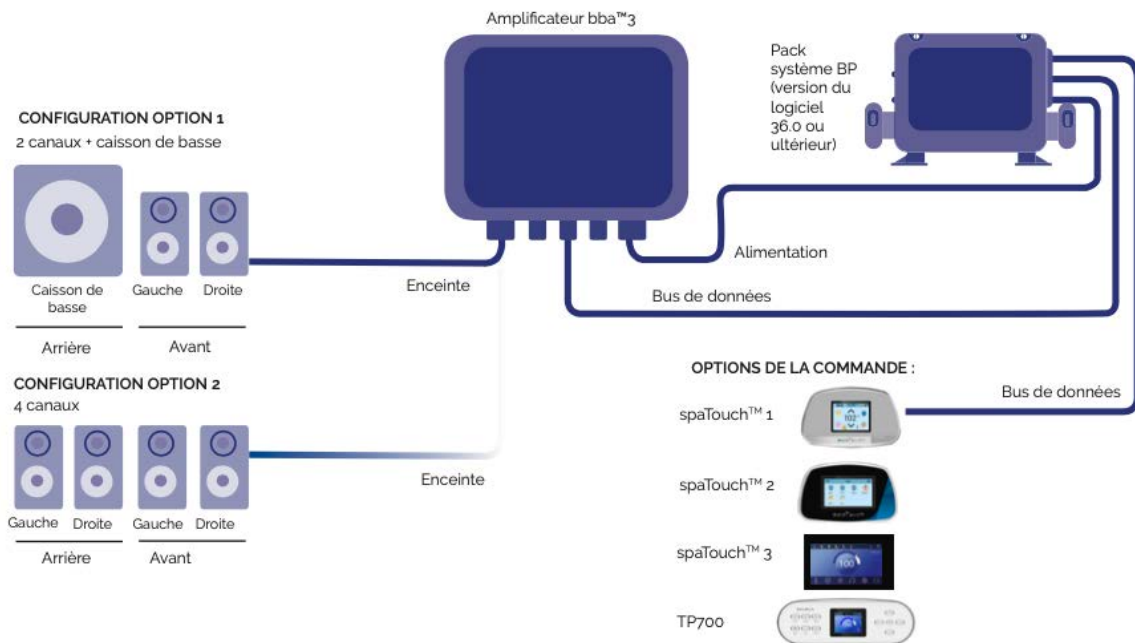 Amplificateur bba™3
Pack
système BP
(version du
logiciel
36.0 ou
ultérieur)
CONFIGURATION OPTION 1
2 canaux + caisson de basse
Caisson de
basse
Gauche
Droite
Arrière
Avant
Enceinte
Alimentation
Bus de données
CONFIGURATION OPTION 2
4 canaux
Gauche
Droite
Gauche
Droite
Arrière
Avant
Enceinte
OPTIONS DE LA COMMANDE :
Bus de données
spaTouch™ 1
102
spaTouch™ 2
spaTouch™ 3
100
TP700